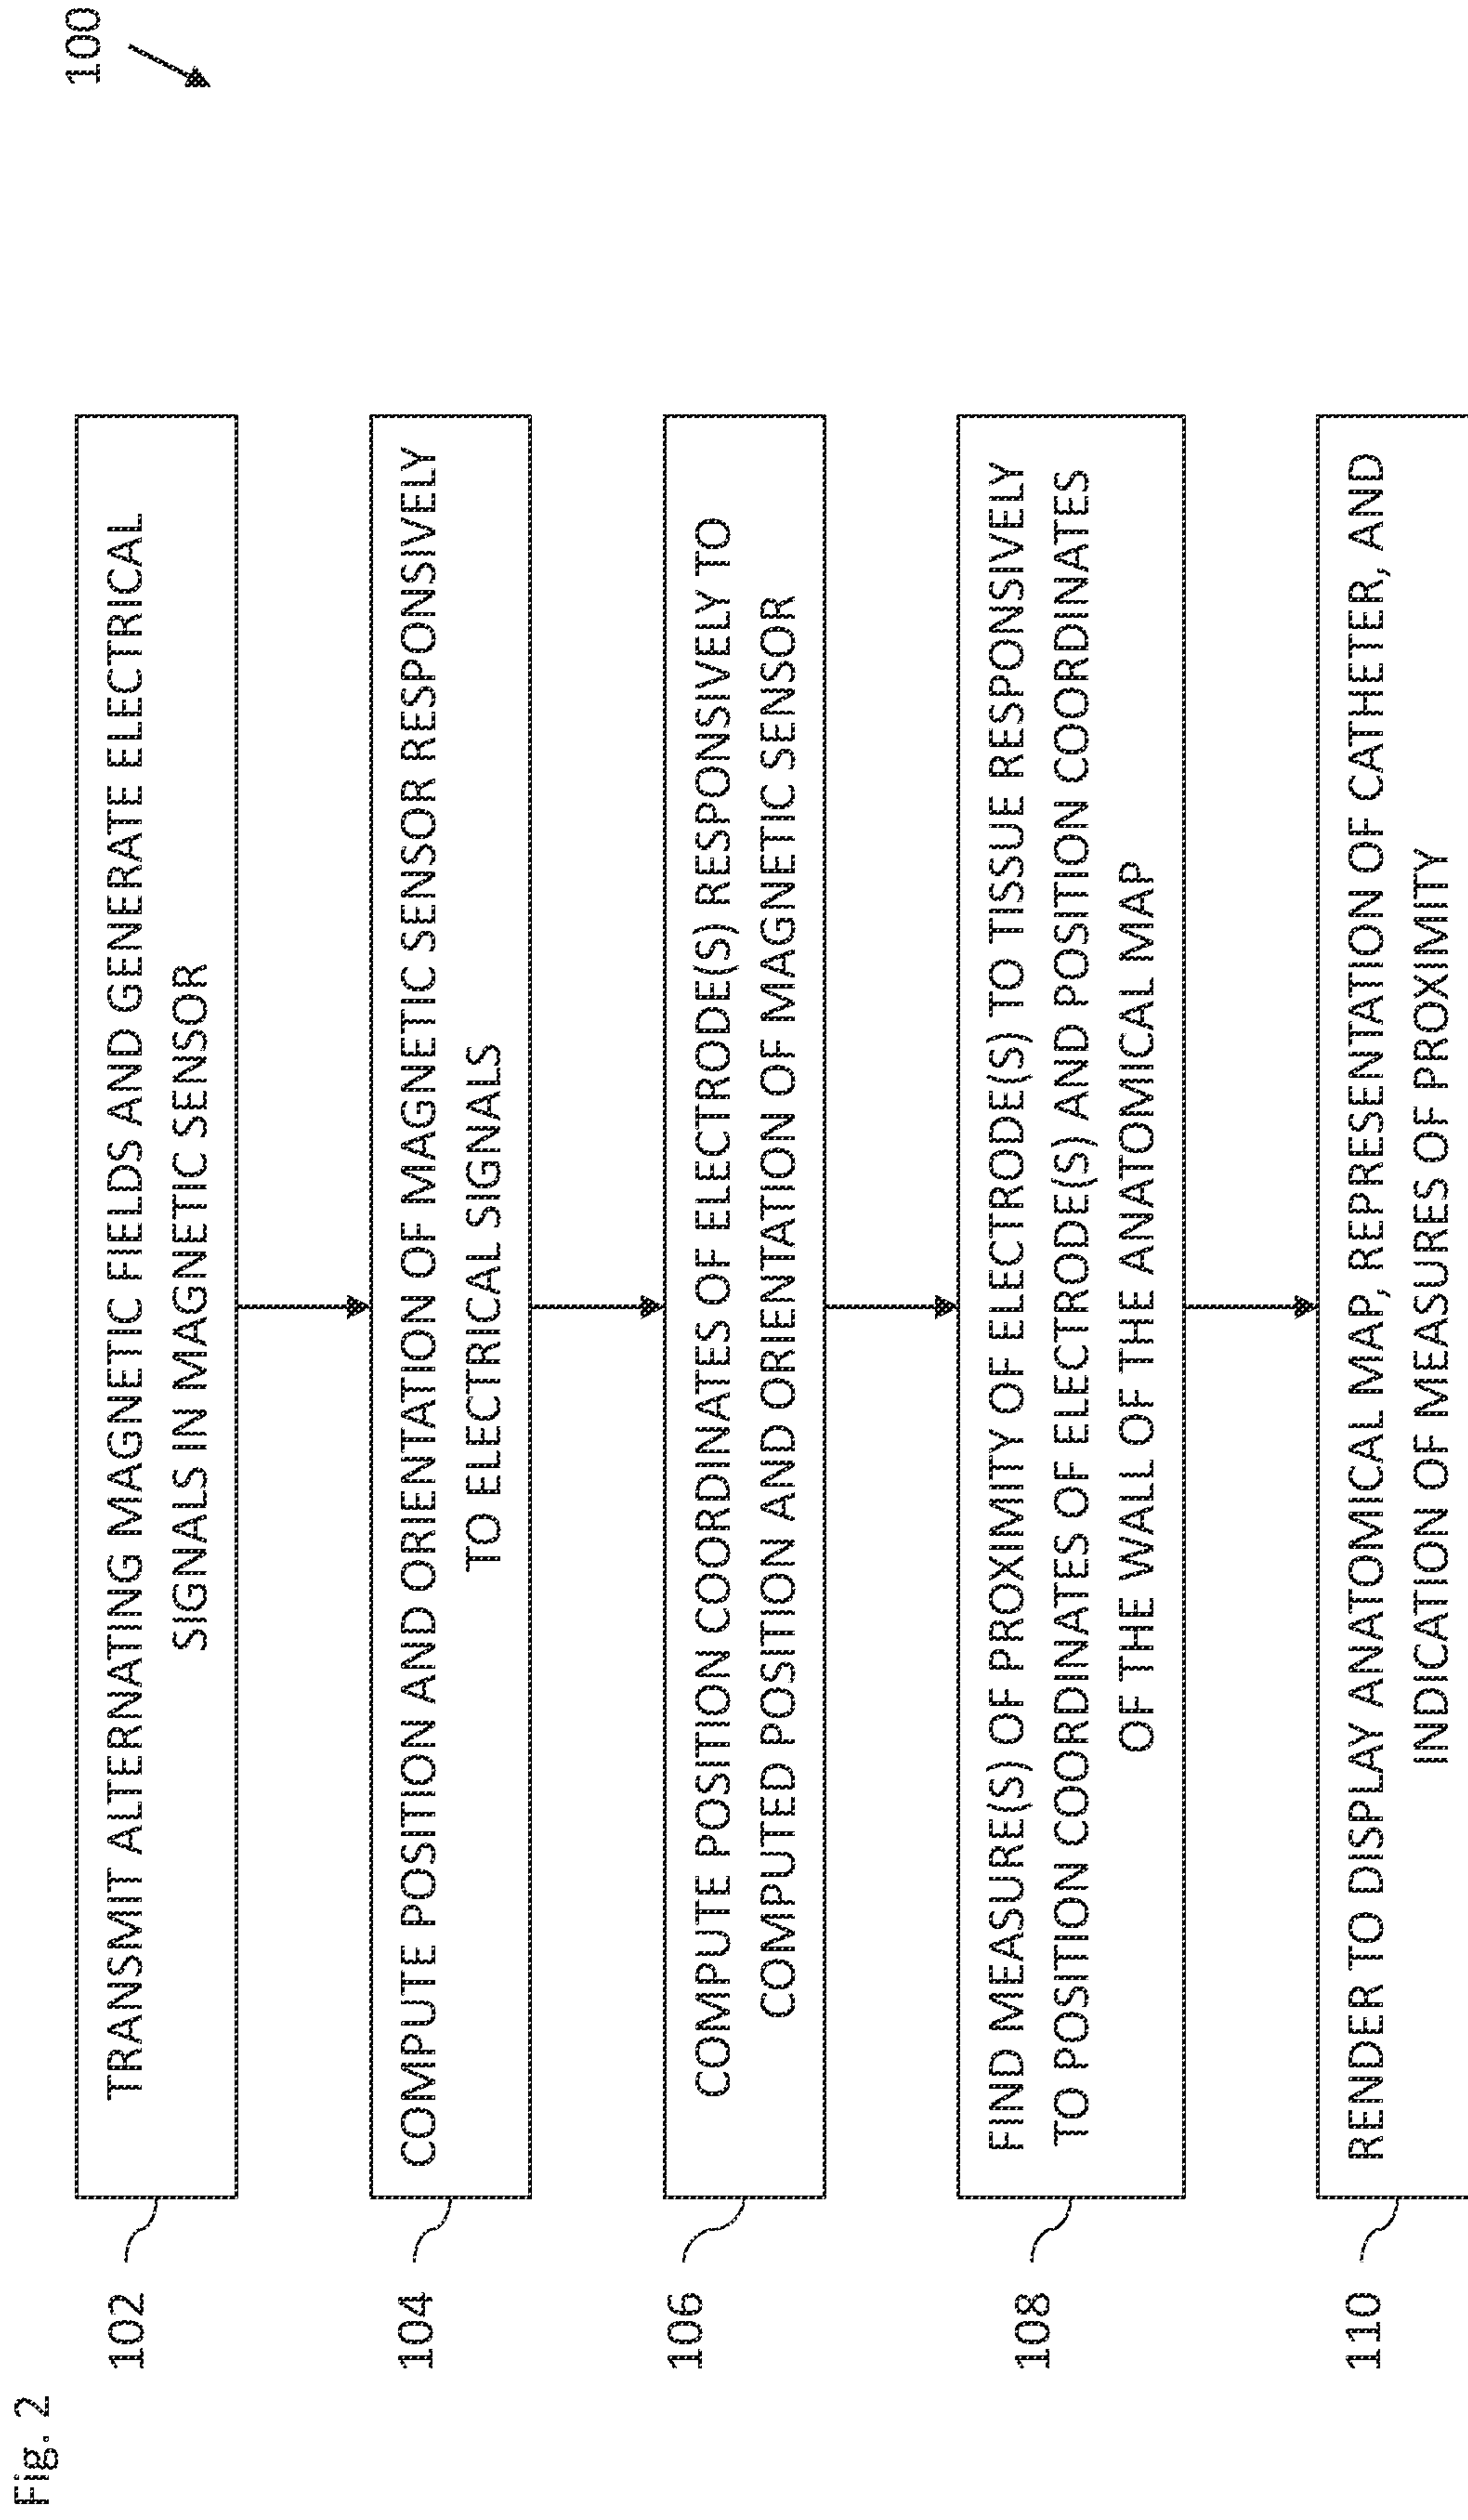 Fig. 2
100
102
TRANSMIT ALTERNATING MAGNETIC FIELDS AND GENERATE ELECTRICAL
SIGNALS IN MAGNETIC SENSOR
104
COMPUTE POSITION AND ORIENTATION OF MAGNETIC SENSOR RESPONSIVELY
TO ELECTRICAL SIGNALS
106
COMPUTE POSITION COORDINATES OF ELECTRODE(S) RESPONSIVELY TO
COMPUTED POSITION AND ORIENTATION OF MAGNETIC SENSOR
108
FIND MEASURE(S) OF PROXIMITY OF ELECTRODE(S) TO TISSUE RESPONSIVELY
TO POSITION COORDINATES OF ELECTRODE(S) AND POSITION COORDINATES
OF THE WALL OF THE ANATOMICAL MAP
110
RENDER TO DISPLAY ANATOMICAL MAP, REPRESENTATION OF CATHETER, AND
INDICATION OF MEASURES OF PROXIMITY